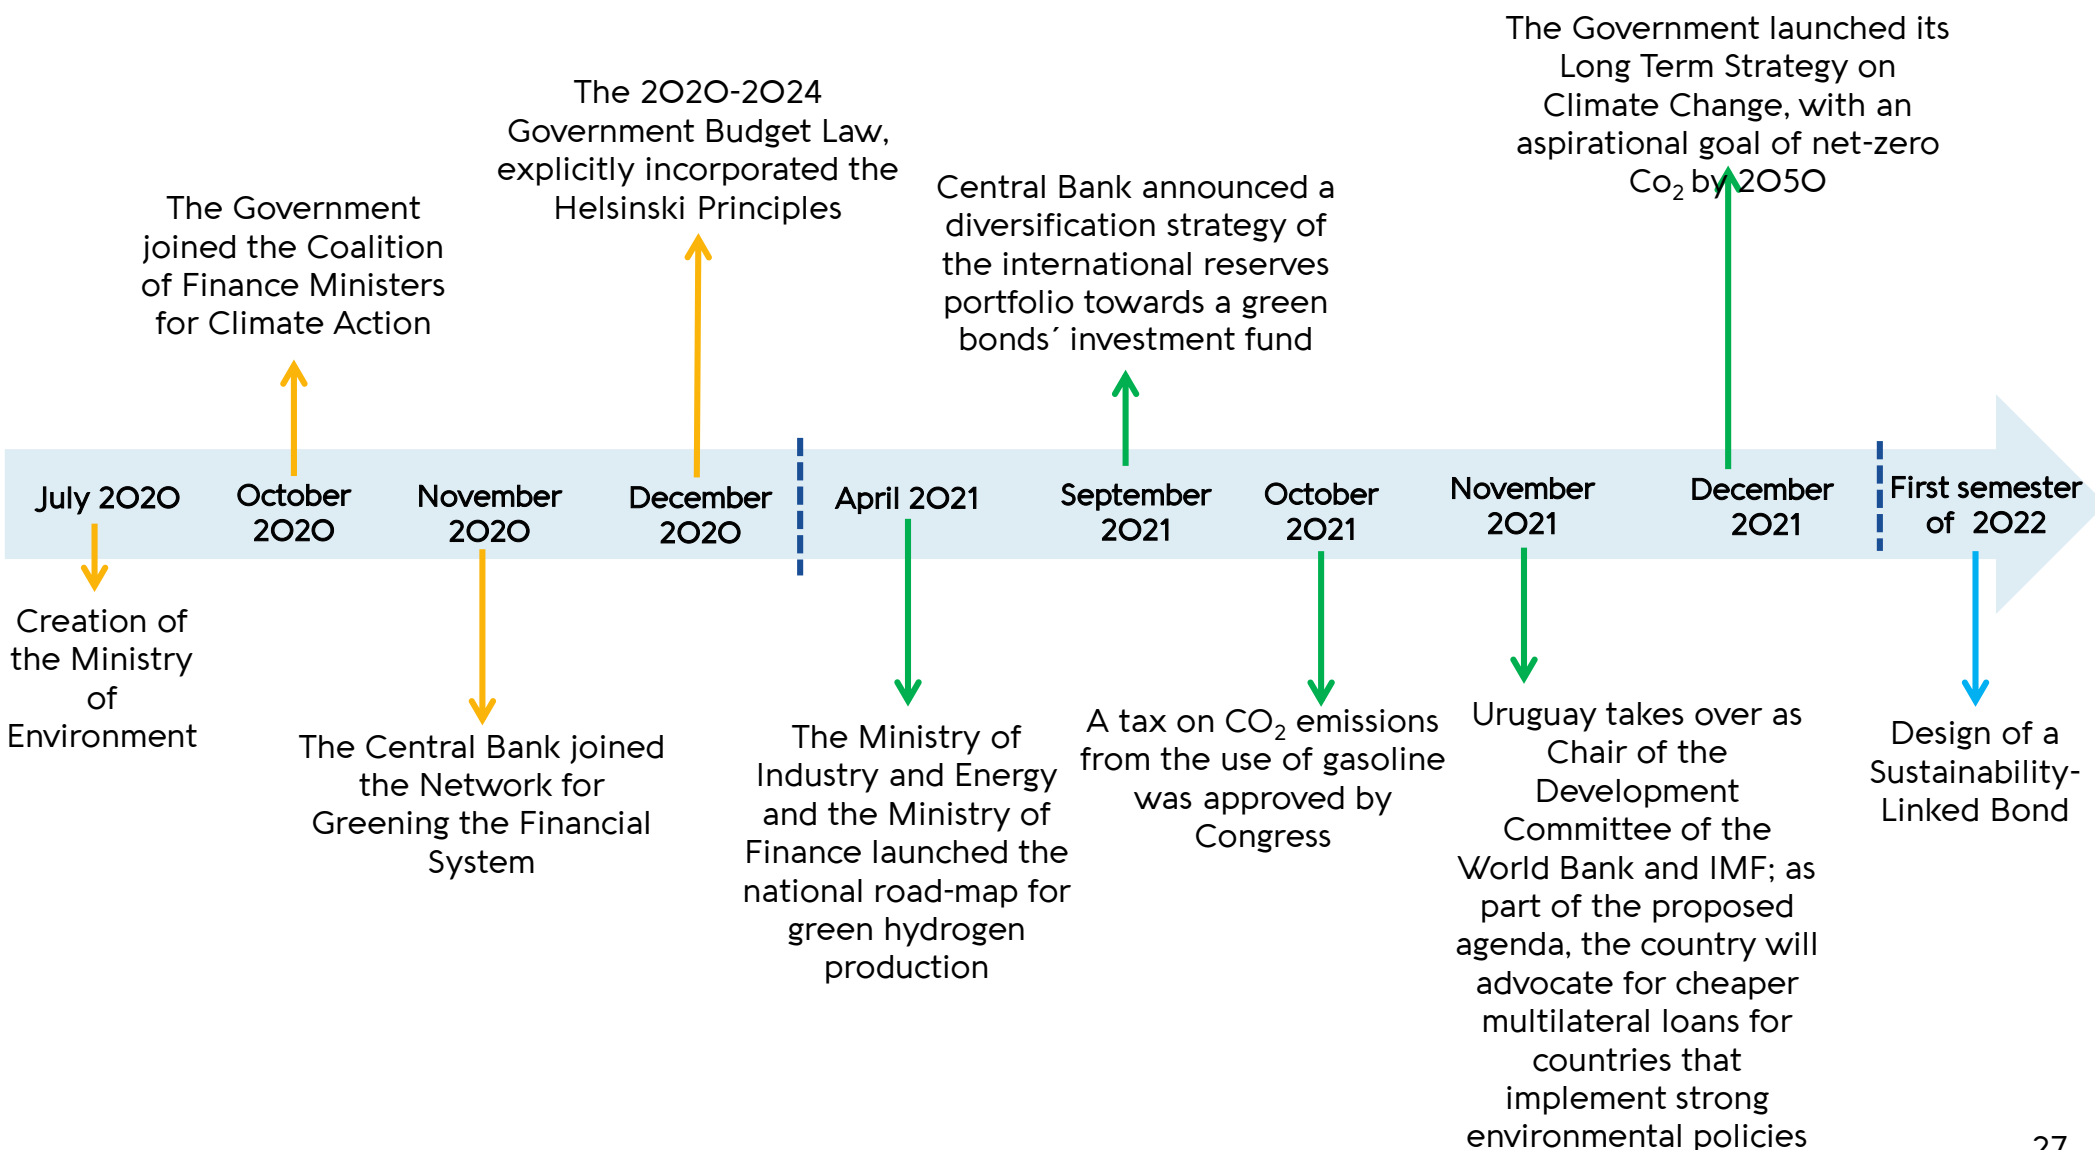 The Government launched its
Long Term Strategy on
Climate Change, with an
aspirational goal of net-zero
Co₂ by 2050
The 2020-2024
Government Budget Law,
explicitly incorporated the
Helsinski Principles
Central Bank announced a
diversification strategy of
the international reserves
portfolio towards a green
bonds´ investment fund
The Government
joined the Coalition
of Finance Ministers
for Climate Action
July 2020
October
2020
November
2020
December
2020
April 2021
September
2021
October
2021
November
2021
December
2021
First semester
of 2022
Creation of
the Ministry
of
Environment
The Central Bank joined
the Network for
Greening the Financial
System
The Ministry of
Industry and Energy
and the Ministry of
Finance launched the
national road-map for
green hydrogen
production
A tax on CO₂ emissions
from the use of gasoline
was approved by
Congress
Uruguay takes over as
Chair of the
Development
Committee of the
World Bank and IMF; as
part of the proposed
agenda, the country will
advocate for cheaper
multilateral loans for
countries that
implement strong
environmental policies
Design of a
Sustainability-
Linked Bond
27